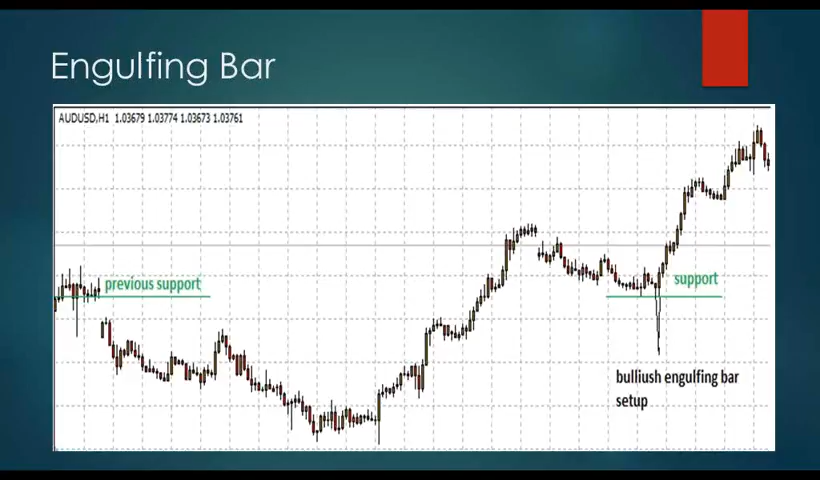 Engulfing Bar
AUDUSD,H1 1.03679 1.03774 1.03673 1.03761
previous support
support
bulliush engulfing bar
setup